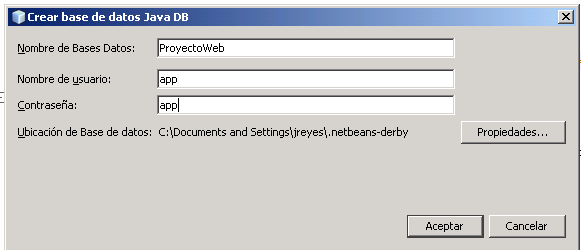 Crear base de datos Java DB
Nombre de Bases Datos: ProyectoWeb
Nombre de usuario: app
Contraseña: app
Ubicación de Base de datos: C:\Documents and Settings\jreyes\.netbeans-derby Propiedades...
Aceptar Cancelar